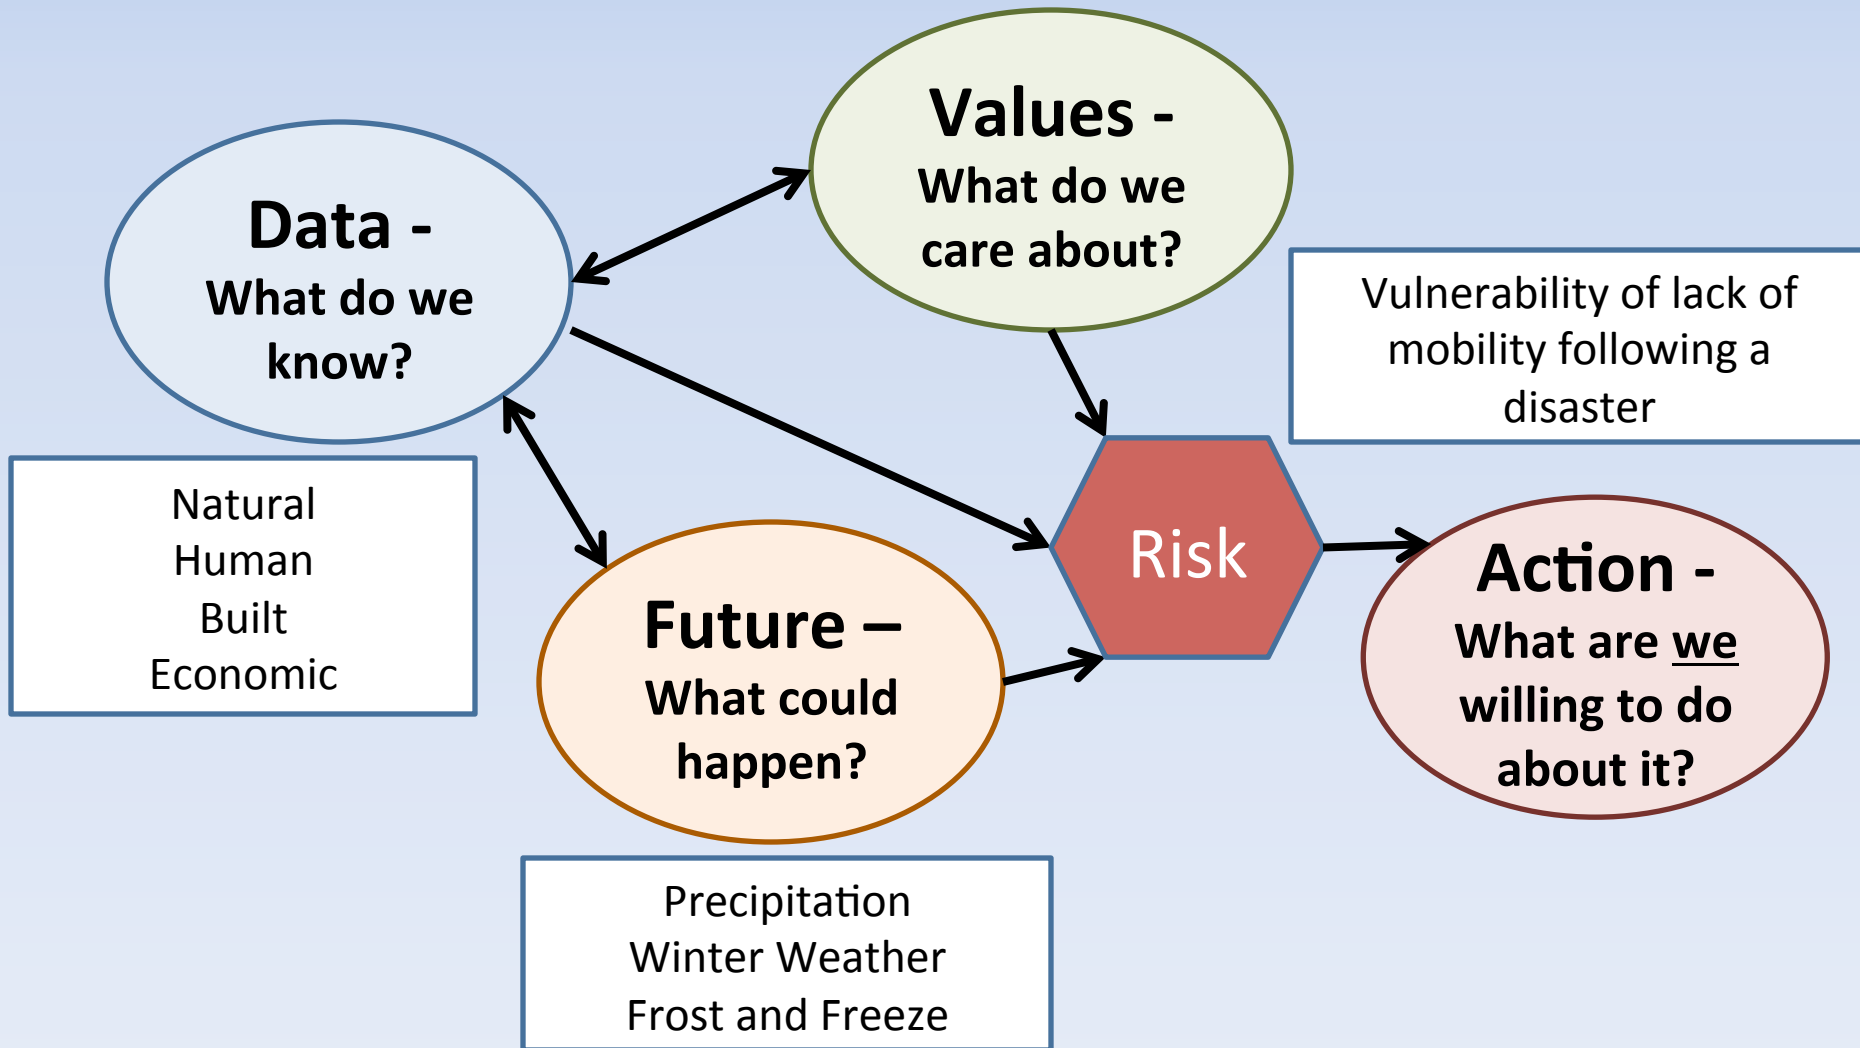 Data -
What do we
know?
Values -
What do we
care about?
Vulnerability of lack of
mobility following a
disaster
Natural
Human
Built
Economic
Future –
What could
happen?
Risk
Action -
What are we
willing to do
about it?
Precipitation
Winter Weather
Frost and Freeze